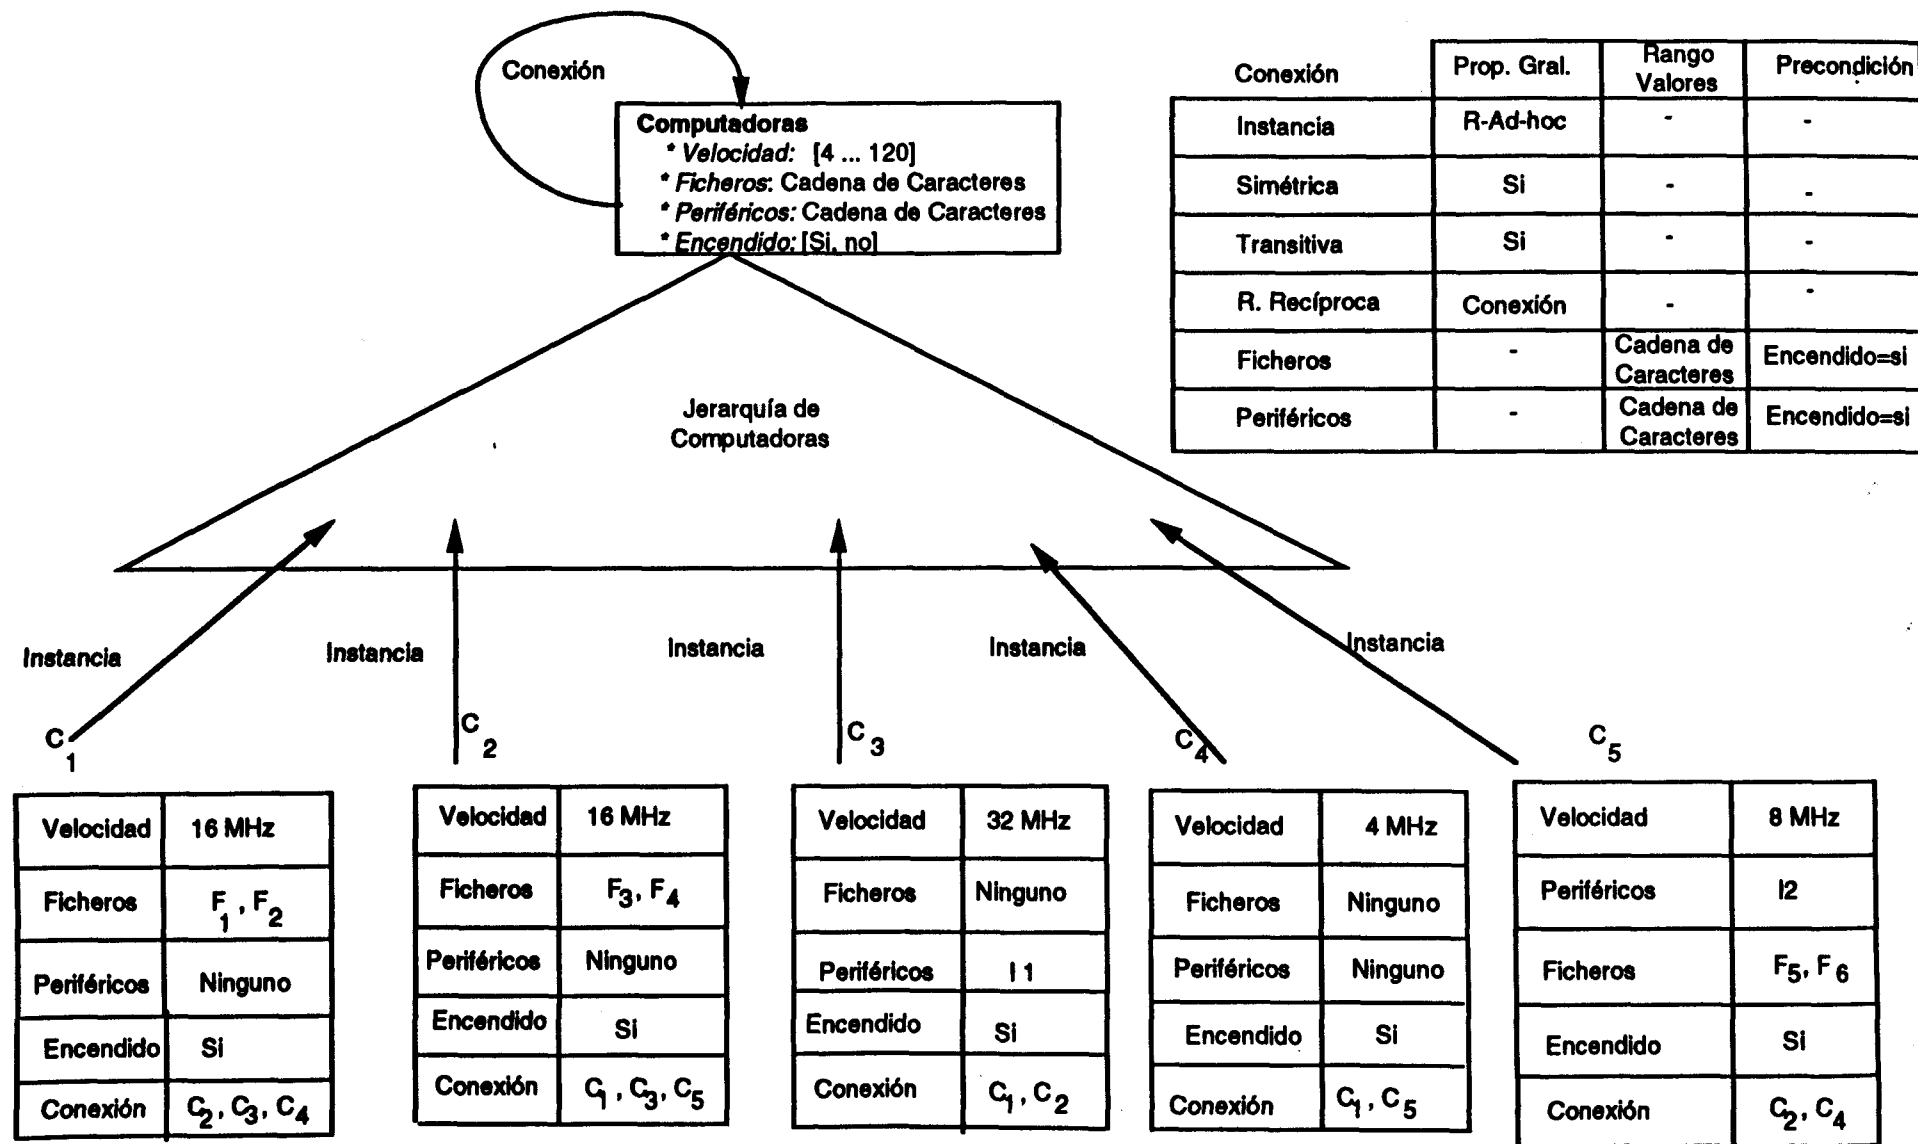 Conexión
Computadoras
* Velocidad: [4 ... 120]
* Ficheros: Cadena de Caracteres
* Periféricos: Cadena de Caracteres
* Encendido: [Si, no]
Conexión Prop. Gral. Rango Valores Precondición
Instancia R-Ad-hoc - -
Simétrica Si - -
Transitiva Si - -
R. Recíproca Conexión - -
Ficheros - Cadena de Caracteres Encendido=si
Periféricos - Cadena de Caracteres Encendido=si
Jerarquía de
Computadoras
Instancia Instancia Instancia Instancia Instancia
C1 C2 C3 C4 C5
Velocidad 16 MHz
Ficheros F1, F2
Periféricos Ninguno
Encendido Si
Conexión C2, C3, C4
Velocidad 16 MHz
Ficheros F3, F4
Periféricos Ninguno
Encendido Si
Conexión C1, C3, C5
Velocidad 32 MHz
Ficheros Ninguno
Periféricos I1
Encendido Si
Conexión C1, C2
Velocidad 4 MHz
Ficheros Ninguno
Periféricos Ninguno
Encendido Si
Conexión C1, C5
Velocidad 8 MHz
Periféricos I2
Ficheros F5, F6
Encendido Si
Conexión C2, C4